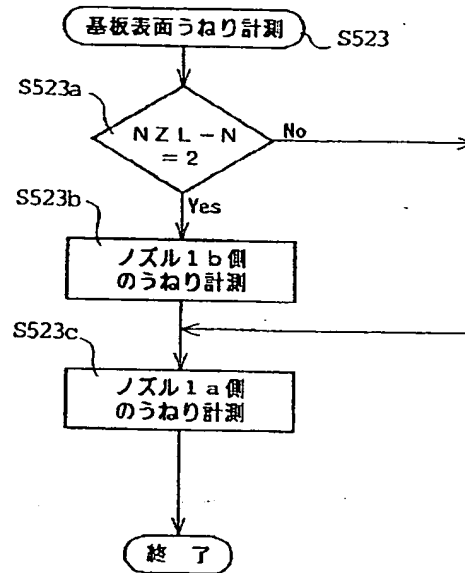 基板表面うねり計測
S523
S523a
NZL-N
=2
No
Yes
S523b
ノズル1b側
のうねり計測
S523c
ノズル1a側
のうねり計測
終 了